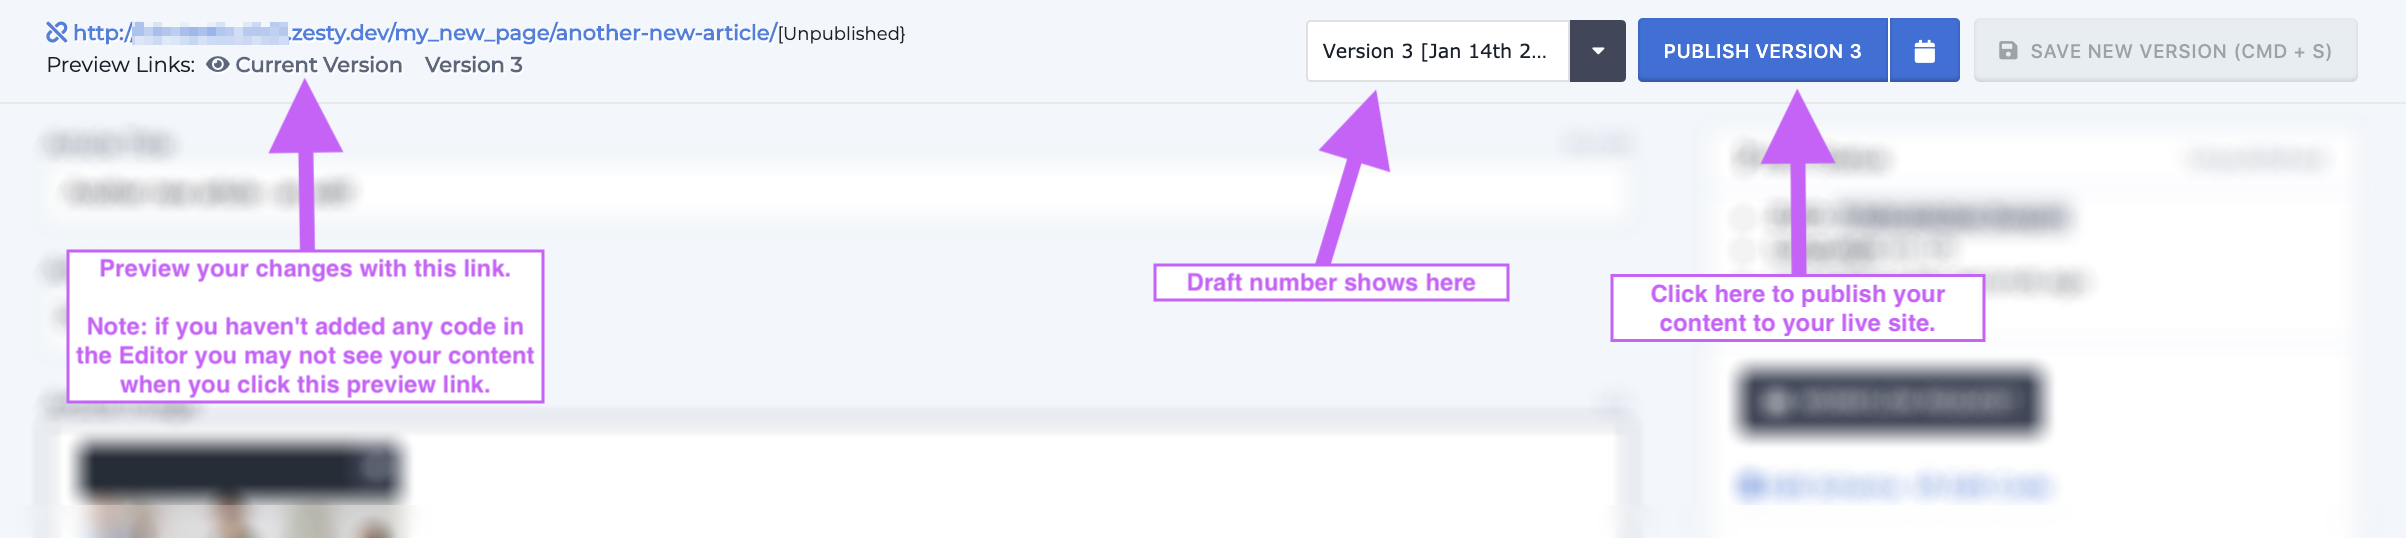 http:/
.zesty.dev/my_new_page/another-new-article/[Unpublished}
Preview Links: Current Version Version 3
Version 3 [Jan 14th 2...
PUBLISH VERSION 3
SAVE NEW VERSION (CMD + S)
Preview your changes with this link.
Note: if you haven't added any code in
the Editor you may not see your content
when you click this preview link.
Draft number shows here
Click here to publish your
content to your live site.